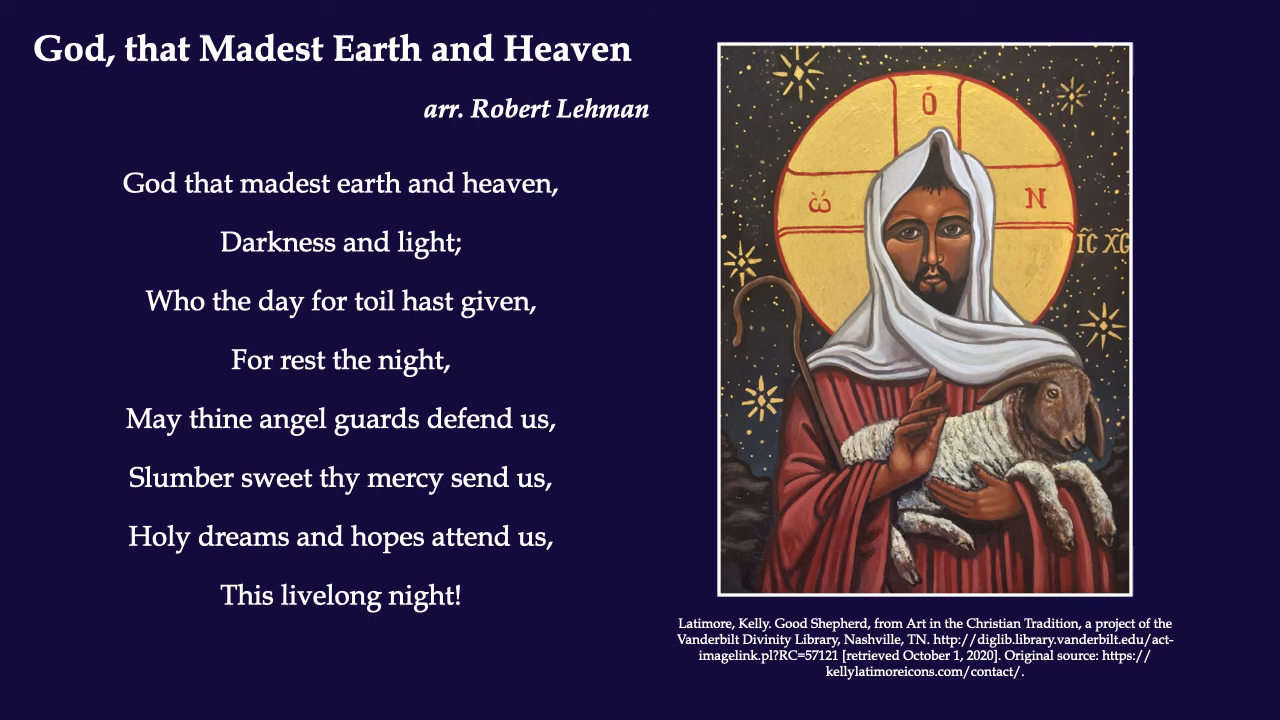 God, that Madest Earth and Heaven
arr. Robert Lehman
God that madest earth and heaven,
Darkness and light;
Who the day for toil hast given,
For rest the night,
May thine angel guards defend us,
Slumber sweet thy mercy send us,
Holy dreams and hopes attend us,
This livelong night!
Ὁ
ὼ Ν
ΙC XC
Latimore, Kelly. Good Shepherd, from Art in the Christian Tradition, a project of the
Vanderbilt Divinity Library, Nashville, TN. http://diglib.library.vanderbilt.edu/act-
imagelink.pl?RC=57121 [retrieved October 1, 2020]. Original source: https://
kellylatimoreicons.com/contact/.